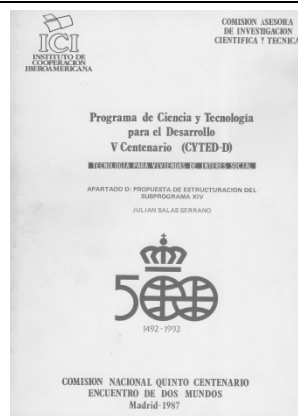 ICI
INSTITUTO DE
COOPERACION
IBEROAMERICANA
COMISION ASESORA
DE INVESTIGACION
CIENTIFICA Y TECNICA
Programa de Ciencia y Tecnología
para el Desarrollo
V Centenario (CYTED-D)
TECNOLOGIA PARA VIVIENDAS DE INTERES SOCIAL
APARTADO D: PROPUESTA DE ESTRUCTURACION DEL
SUBPROGRAMA XIV
JULIAN SALAS SERRANO
500
1492 - 1992
COMISION NACIONAL QUINTO CENTENARIO
ENCUENTRO DE DOS MUNDOS
Madrid-1987